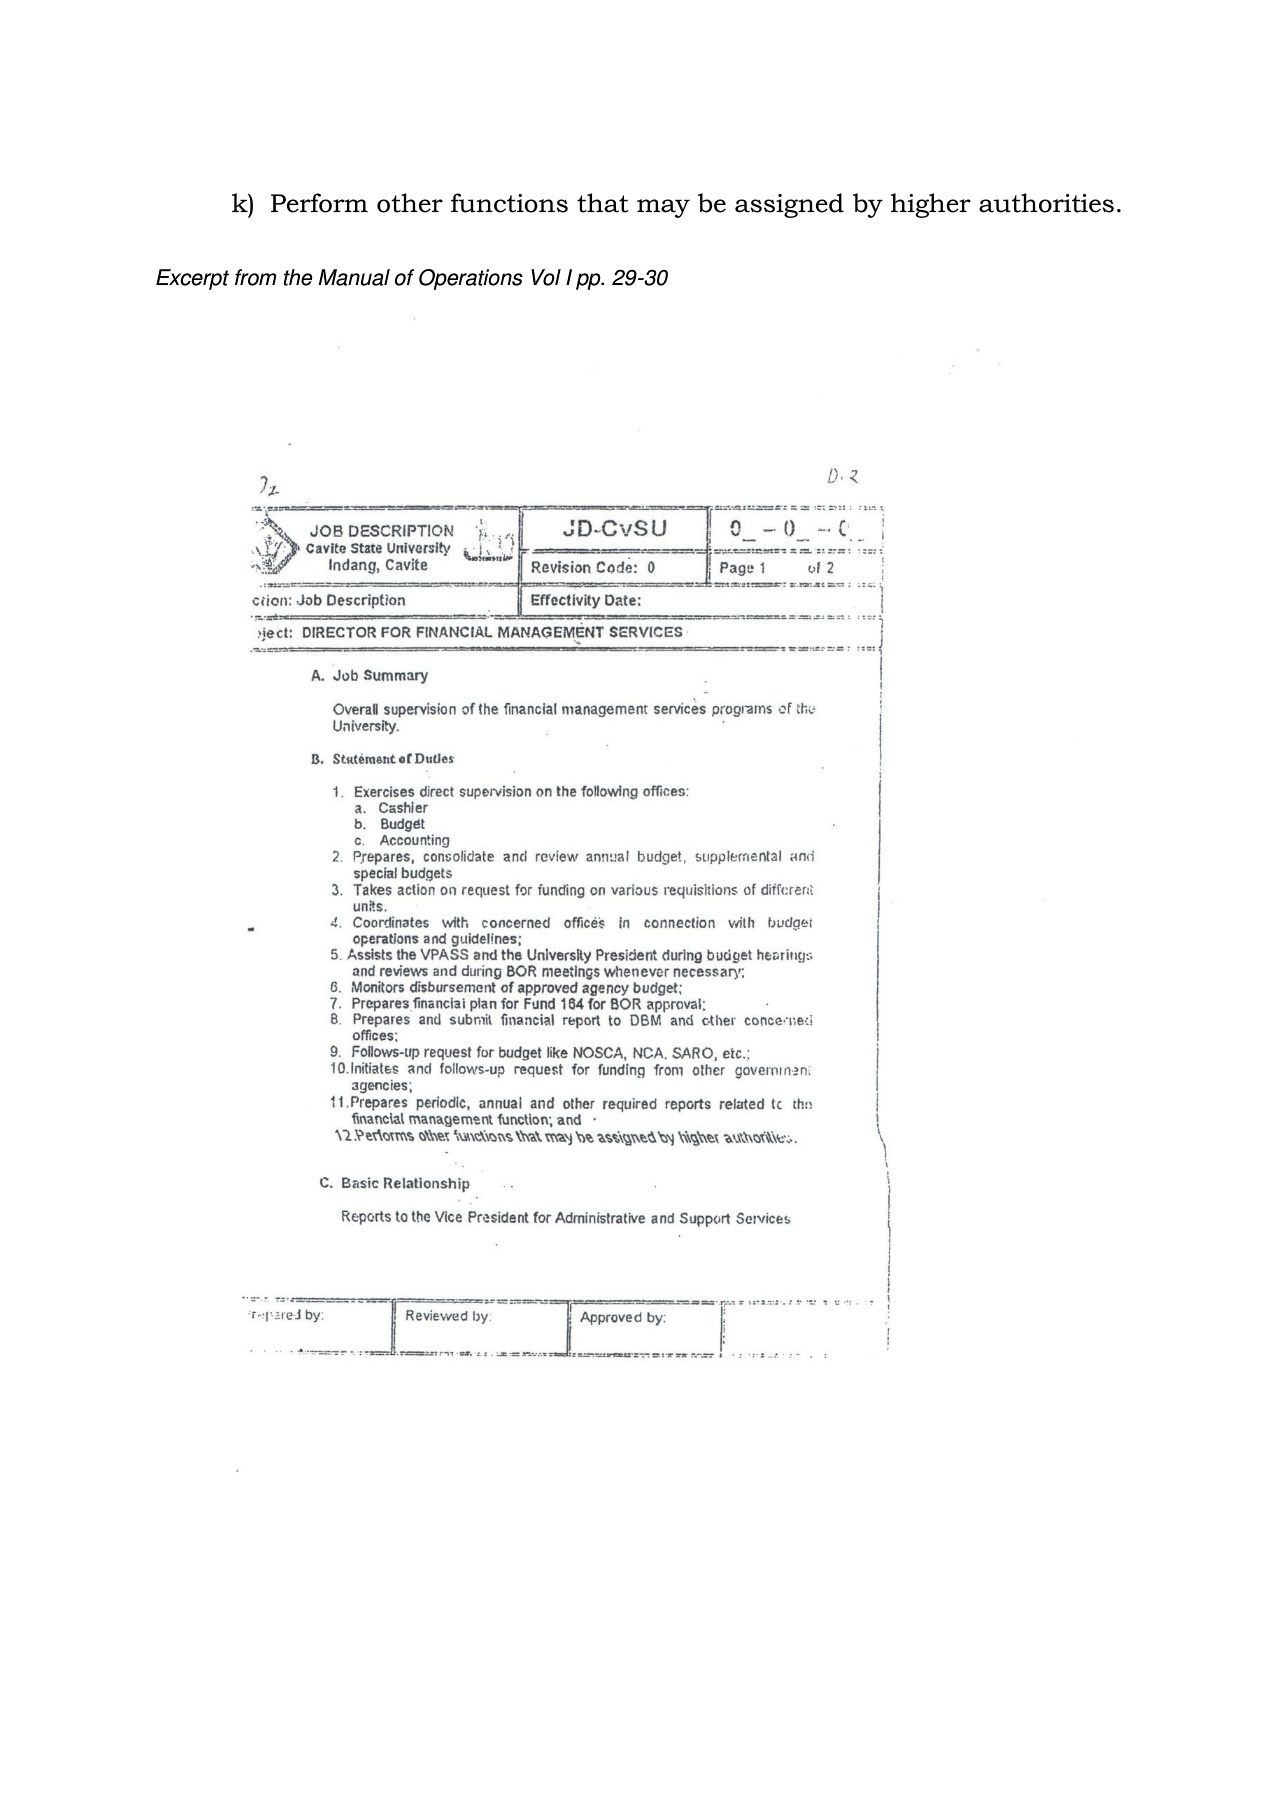 k) Perform other functions that may be assigned by higher authorities.
Excerpt from the Manual of Operations Vol I pp. 29-30
D.2
JOB DESCRIPTION
Cavite State University
Indang, Cavite
JD-CvSU
0_ – 0_ – 0_
Revision Code: 0
Page 1 of 2
ction: Job Description
Effectivity Date:
ject: DIRECTOR FOR FINANCIAL MANAGEMENT SERVICES
A. Job Summary
Overall supervision of the financial management services programs of the
University.
B. Statement of Duties
1. Exercises direct supervision on the following offices:
a. Cashier
b. Budget
c. Accounting
2. Prepares, consolidate and review annual budget, supplemental and
special budgets
3. Takes action on request for funding on various requisitions of different
units.
4. Coordinates with concerned offices in connection with budget
operations and guidelines;
5. Assists the VPASS and the University President during budget hearings
and reviews and during BOR meetings whenever necessary;
6. Monitors disbursement of approved agency budget;
7. Prepares financial plan for Fund 164 for BOR approval;
8. Prepares and submit financial report to DBM and other concerned
offices;
9. Follows-up request for budget like NOSCA, NCA, SARO, etc.;
10.Initiates and follows-up request for funding from other government
agencies;
11.Prepares periodic, annual and other required reports related to the
financial management function; and
12.Performs other functions that may be assigned by higher authorities.
C. Basic Relationship
Reports to the Vice President for Administrative and Support Services
repared by:
Reviewed by:
Approved by: